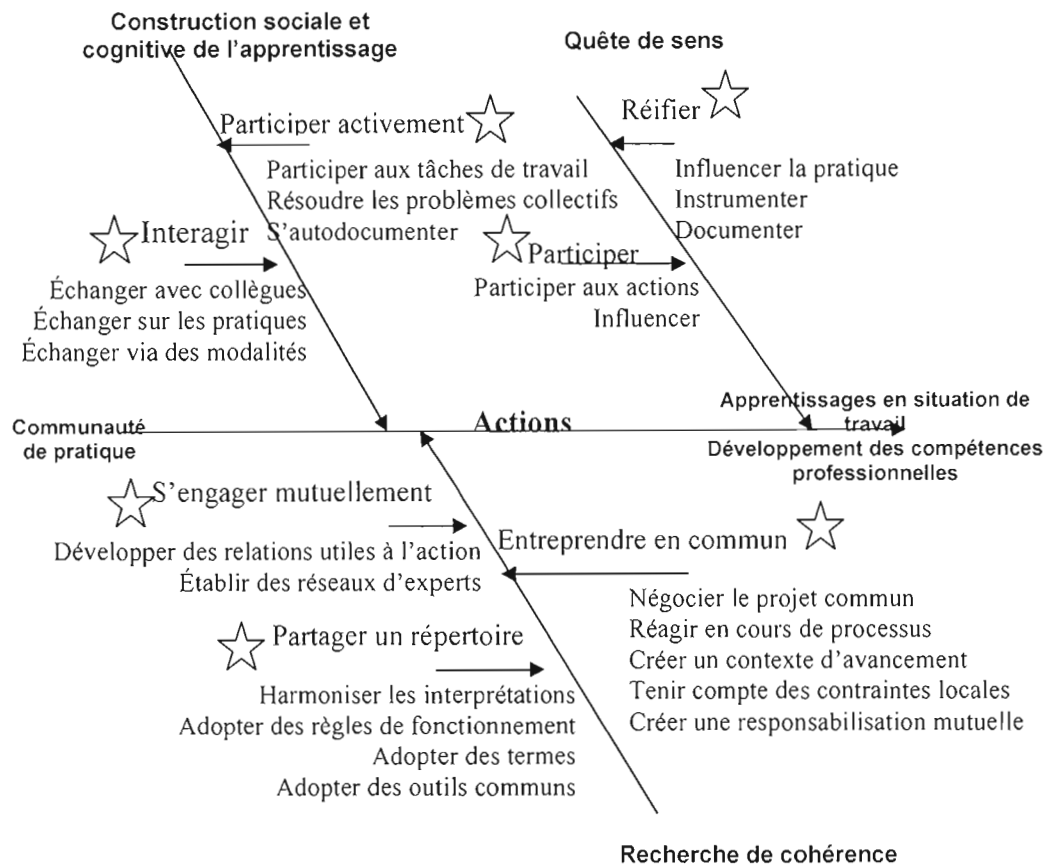 Construction sociale et
cognitive de l'apprentissage
Quête de sens
Participer activement
Réifier
Participer aux tâches de travail
Résoudre les problèmes collectifs
S'autodocumenter
Influencer la pratique
Instrumenter
Documenter
Interagir
Échanger avec collègues
Échanger sur les pratiques
Échanger via des modalités
Participer
Participer aux actions
Influencer
Communauté
de pratique
Actions
Apprentissages en situation de
travail
Développement des compétences
professionnelles
S'engager mutuellement
Développer des relations utiles à l'action
Établir des réseaux d'experts
Entreprendre en commun
Négocier le projet commun
Réagir en cours de processus
Créer un contexte d'avancement
Tenir compte des contraintes locales
Créer une responsabilisation mutuelle
Partager un répertoire
Harmoniser les interprétations
Adopter des règles de fonctionnement
Adopter des termes
Adopter des outils communs
Recherche de cohérence